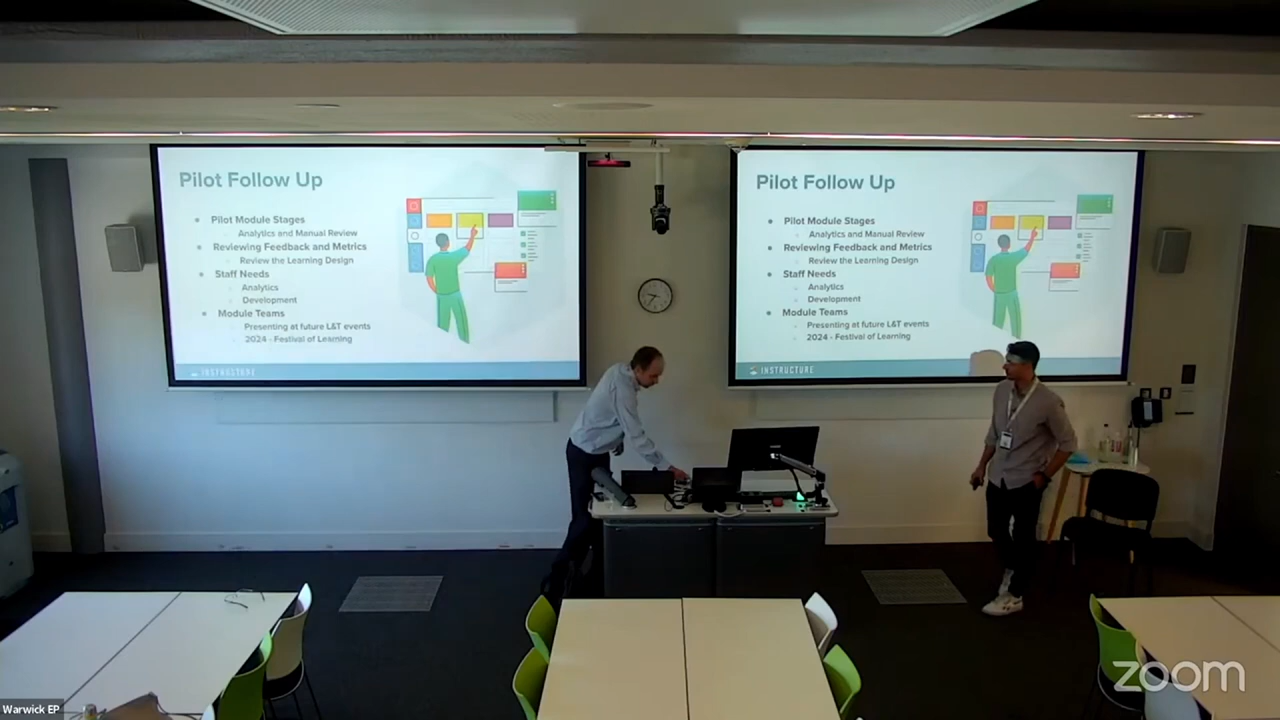 Pilot Follow Up
Pilot Module Stages
Analytics and Manual Review
Reviewing Feedback and Metrics
Review the Learning Design
Staff Needs
Analytics
Development
Module Teams
Presenting at future L&T events
2024 - Festival of Learning
INSTRUCTURE
Pilot Follow Up
Pilot Module Stages
Analytics and Manual Review
Reviewing Feedback and Metrics
Review the Learning Design
Staff Needs
Analytics
Development
Module Teams
Presenting at future L&T events
2024 - Festival of Learning
INSTRUCTURE
Warwick EP
zoom